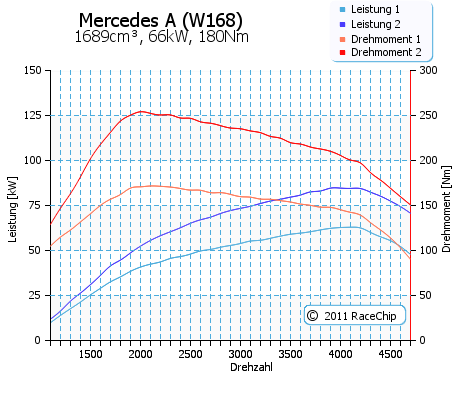 Mercedes A (W168)
1689cm³, 66kW, 180Nm
Leistung 1
Leistung 2
Drehmoment 1
Drehmoment 2
150 300
125 250
100 200
75 150
50 100
25 50
0 0
Leistung [kW]
Drehmoment [Nm]
© 2011 RaceChip
1500 2000 2500 3000 3500 4000 4500
Drehzahl